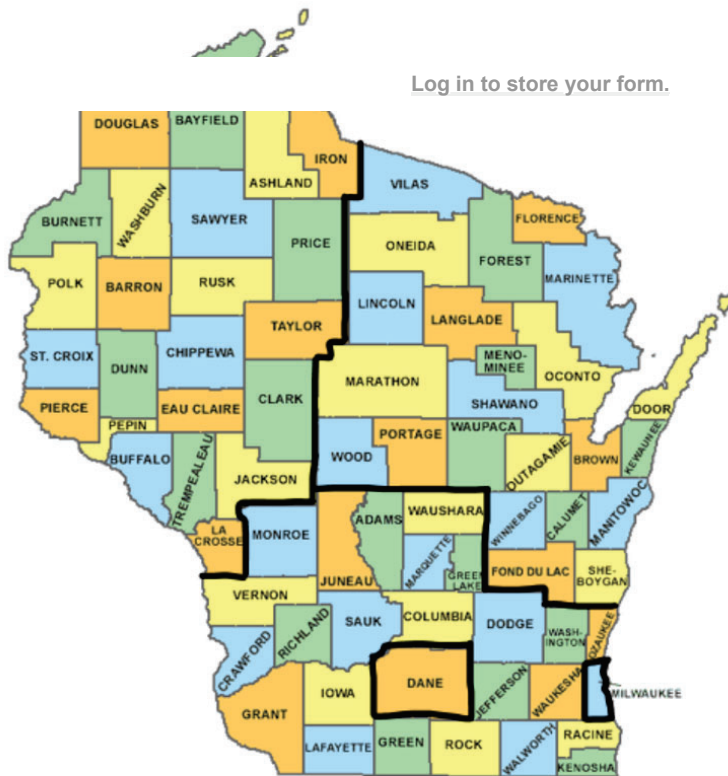 Log in to store your form.
DOUGLAS
BAYFIELD
ASHLAND
IRON
VILAS
BURNETT
WASHBURN
SAWYER
PRICE
ONEIDA
FOREST
FLORENCE
MARINETTE
POLK
BARRON
RUSK
TAYLOR
LINCOLN
LANGLADE
ST. CROIX
DUNN
CHIPPEWA
CLARK
MARATHON
MENO-
MINEE
OCONTO
SHAWANO
DOOR
PIERCE
PEPIN
EAU CLAIRE
BUFFALO
TREMPEALEAU
JACKSON
WOOD
PORTAGE
WAUPACA
OUTAGAMIE
BROWN
KEWAUNEE
LA
CROSSE
MONROE
JUNEAU
ADAMS
WAUSHARA
MARQUETTE
GREEN
LAKE
WINNEBAGO
CALUMET
MANITOWOC
FOND DU LAC
SHE-
BOYGAN
VERNON
CRAWFORD
RICHLAND
SAUK
COLUMBIA
DODGE
WASH-
INGTON
OZAUKEE
GRANT
IOWA
DANE
JEFFERSON
WAUKESHA
MILWAUKEE
LAFAYETTE
GREEN
ROCK
WALWORTH
RACINE
KENOSHA